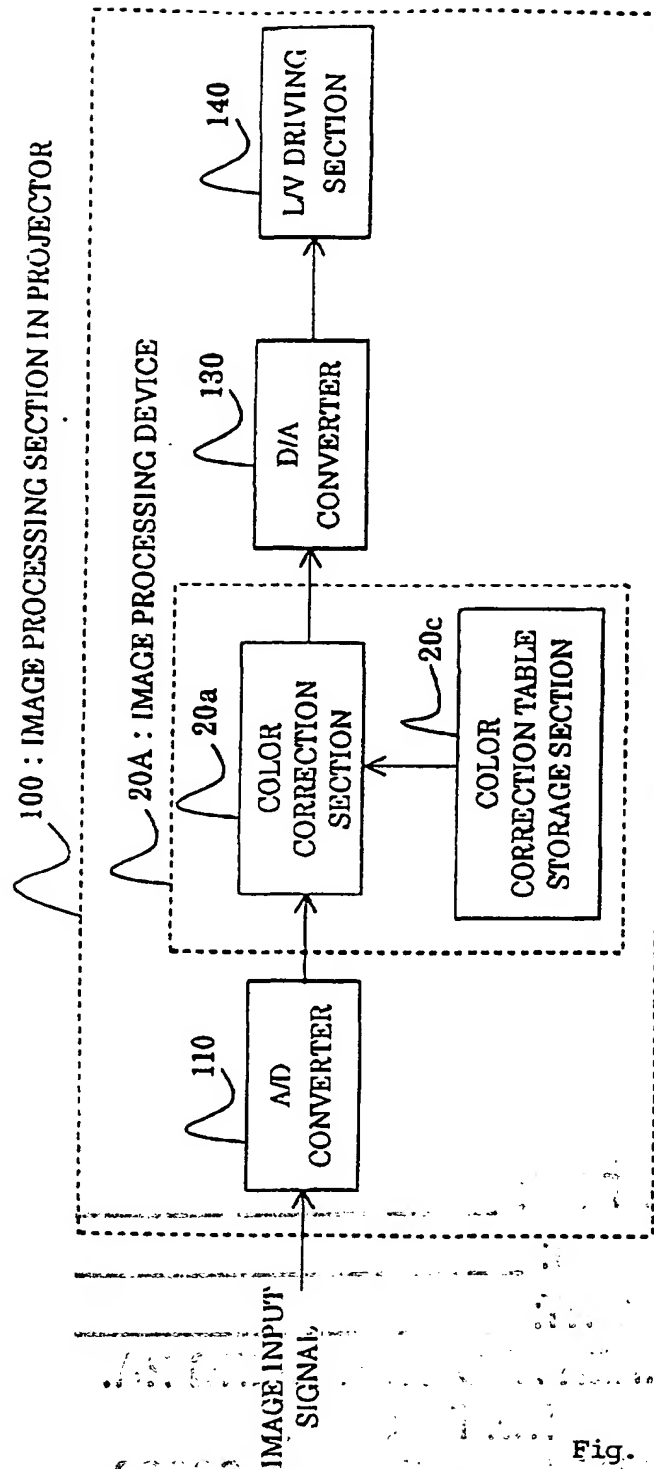 100 : IMAGE PROCESSING SECTION IN PROJECTOR
20A : IMAGE PROCESSING DEVICE
IMAGE INPUT
SIGNAL
110
A/D
CONVERTER
20a
COLOR
CORRECTION
SECTION
20c
COLOR
CORRECTION TABLE
STORAGE SECTION
130
D/A
CONVERTER
140
L/V DRIVING
SECTION
Fig.